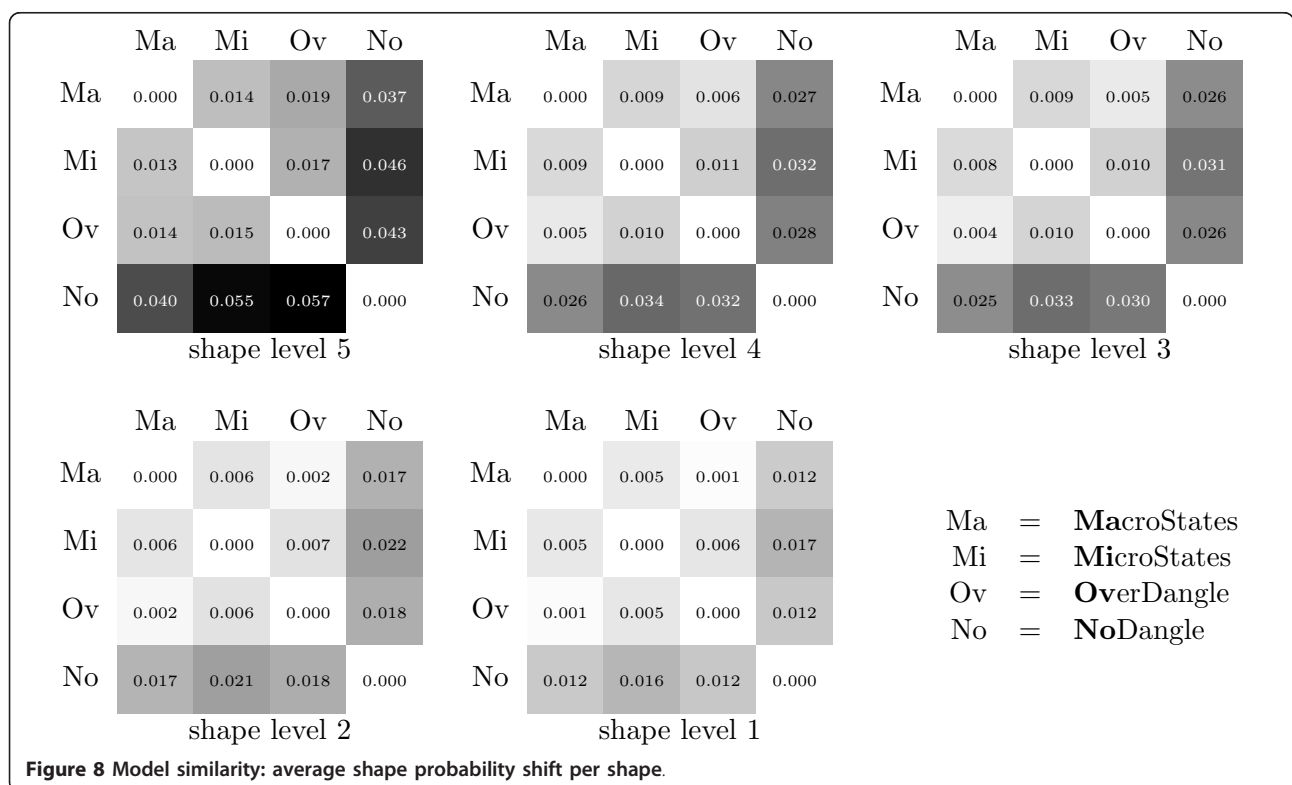 Ma Mi Ov No
Ma 0.000 0.014 0.019 0.037
Mi 0.013 0.000 0.017 0.046
Ov 0.014 0.015 0.000 0.043
No 0.040 0.055 0.057 0.000
shape level 5
Ma Mi Ov No
Ma 0.000 0.009 0.006 0.027
Mi 0.009 0.000 0.011 0.032
Ov 0.005 0.010 0.000 0.028
No 0.026 0.034 0.032 0.000
shape level 4
Ma Mi Ov No
Ma 0.000 0.009 0.005 0.026
Mi 0.008 0.000 0.010 0.031
Ov 0.004 0.010 0.000 0.026
No 0.025 0.033 0.030 0.000
shape level 3
Ma Mi Ov No
Ma 0.000 0.006 0.002 0.017
Mi 0.006 0.000 0.007 0.022
Ov 0.002 0.006 0.000 0.018
No 0.017 0.021 0.018 0.000
shape level 2
Ma Mi Ov No
Ma 0.000 0.005 0.001 0.012
Mi 0.005 0.000 0.006 0.017
Ov 0.001 0.005 0.000 0.012
No 0.012 0.016 0.012 0.000
shape level 1
Ma = MacroStates
Mi = MicroStates
Ov = OverDangle
No = NoDangle
Figure 8 Model similarity: average shape probability shift per shape.